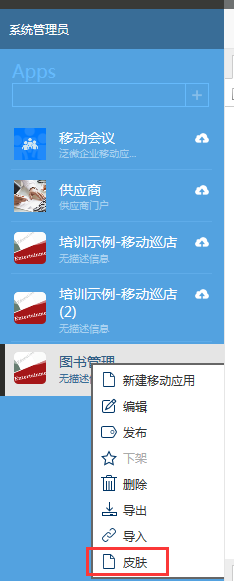 系统管理员
Apps
移动会议
泛微企业移动应...
供应商
供应商门户
培训示例-移动巡店
无描述信息
培训示例-移动巡店
(2)
无描述信息
图书管理
无描述信
新建移动应用
编辑
发布
下架
删除
导出
导入
皮肤